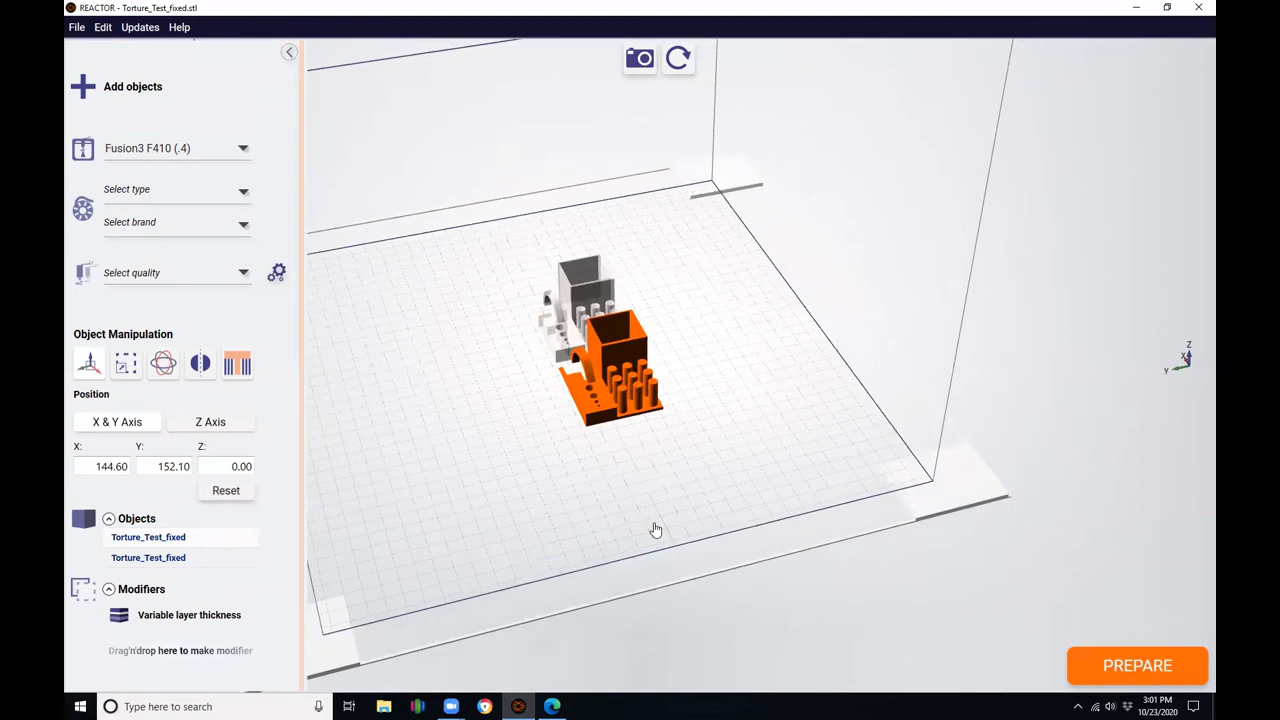 REACTOR - Torture_Test_fixed.stl
File Edit Updates Help
Add objects
Fusion3 F410 (.4)
Select type
Select brand
Select quality
Object Manipulation
Position
X & Y Axis Z Axis
X: Y: Z:
144.60 152.10 0.00
Reset
Objects
Torture_Test_fixed
Torture_Test_fixed
Modifiers
Variable layer thickness
Drag'n'drop here to make modifier
Z
X
Y
PREPARE
Type here to search
3:01 PM
10/23/2020